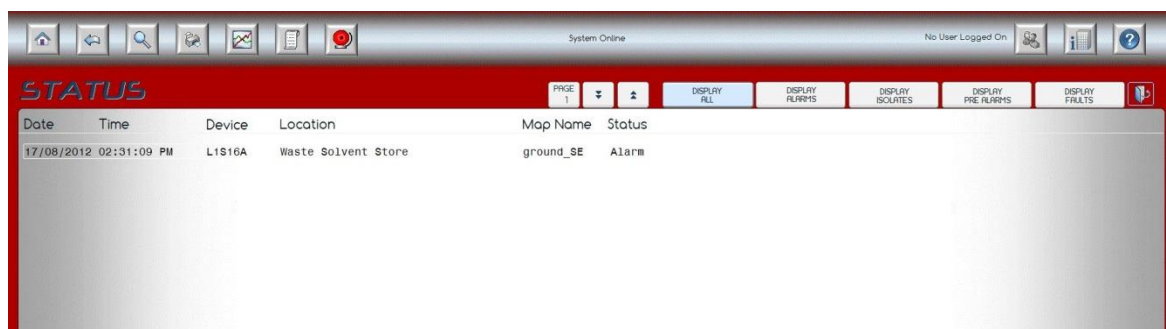 System Online
No User Logged On
STATUS
PAGE
1
DISPLAY
ALL
DISPLAY
ALARMS
DISPLAY
ISOLATES
DISPLAY
PRE ALARMS
DISPLAY
FAULTS
Date Time Device Location Map Name Status
17/08/2012 02:31:09 PM L1S16A Waste Solvent Store ground_SE Alarm